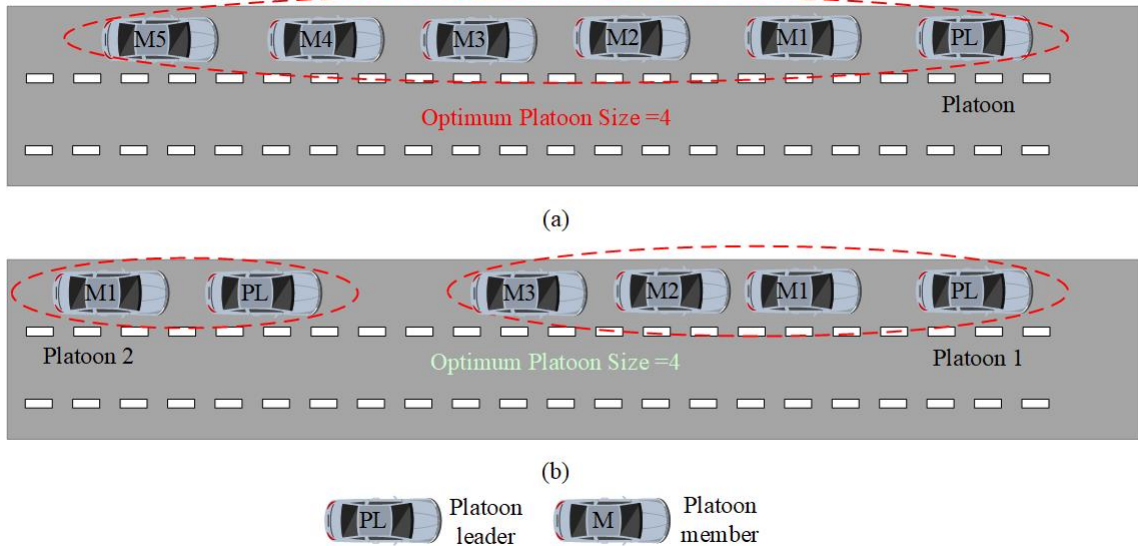 M5 M4 M3 M2 M1 PL
Optimum Platoon Size =4
Platoon
(a)
M1 PL M3 M2 M1 PL
Platoon 2
Optimum Platoon Size =4
Platoon 1
(b)
PL
Platoon
leader
M
Platoon
member